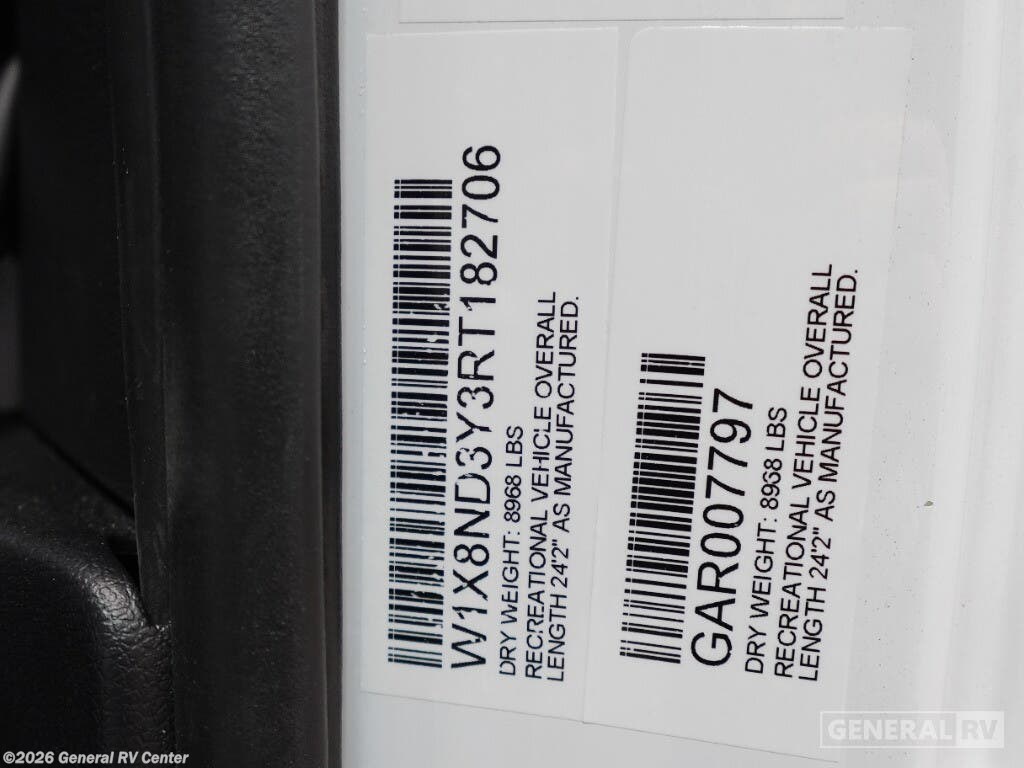 W1X8ND3Y3RT182706
DRY WEIGHT: 8968 LBS
RECREATIONAL VEHICLE OVERALL
LENGTH 24'2" AS MANUFACTURED.
GAR007797
DRY WEIGHT: 8968 LBS
RECREATIONAL VEHICLE OVERALL
LENGTH 24'2" AS MANUFACTURED.
GENERAL RV
©2026 General RV Center